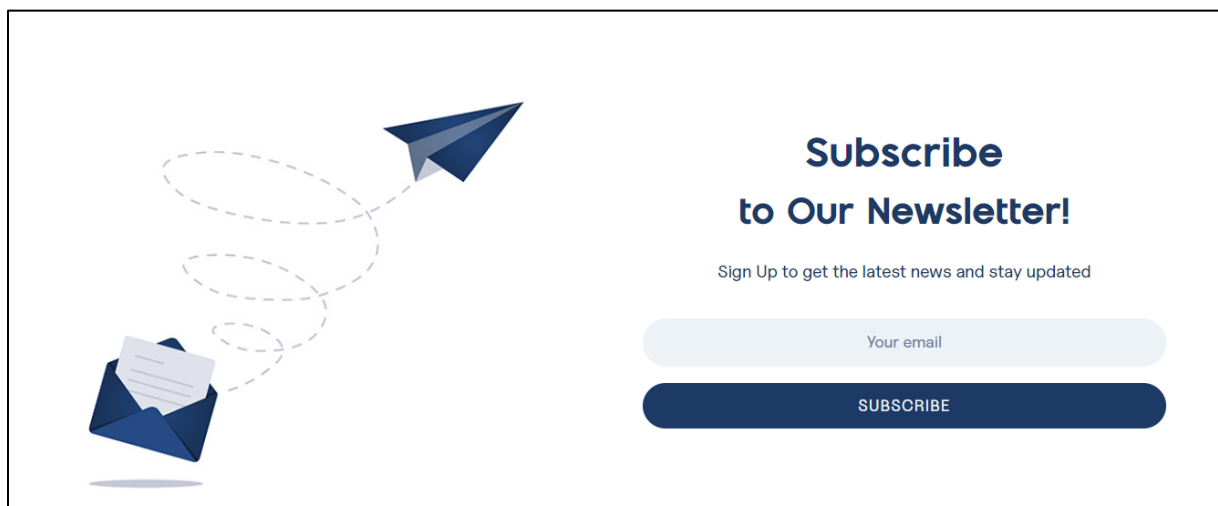 Subscribe
to Our Newsletter!
Sign Up to get the latest news and stay updated
Your email
SUBSCRIBE